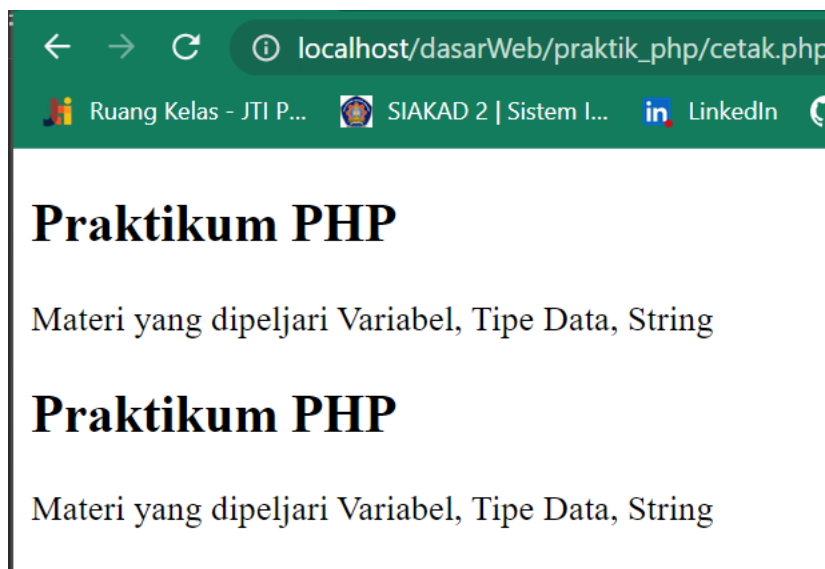 localhost/dasarWeb/praktik_php/cetak.php
Ruang Kelas - JTI P... SIAKAD 2 | Sistem I... in LinkedIn
Praktikum PHP
Materi yang dipeljari Variabel, Tipe Data, String
Praktikum PHP
Materi yang dipeljari Variabel, Tipe Data, String